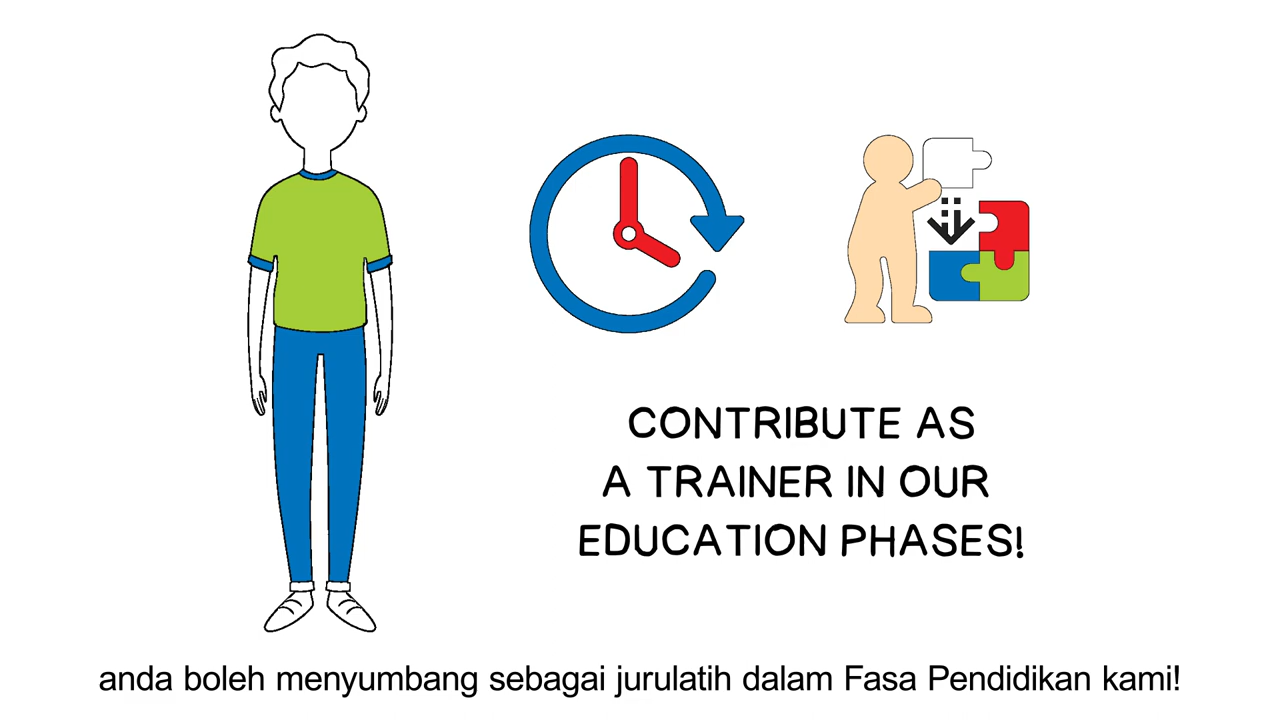 CONTRIBUTE AS
A TRAINER IN OUR
EDUCATION PHASES!
anda boleh menyumbang sebagai jurulatih dalam Fasa Pendidikan kami!